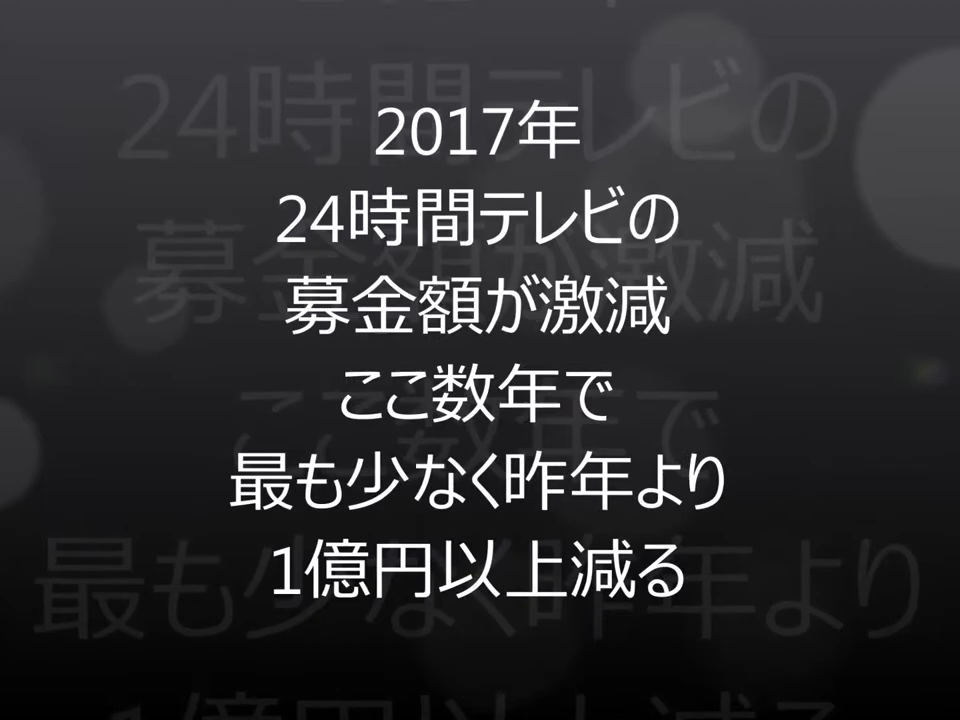 2017年
24時間テレビの
募金額が激減
ここ数年で
最も少なく昨年より
1億円以上減る